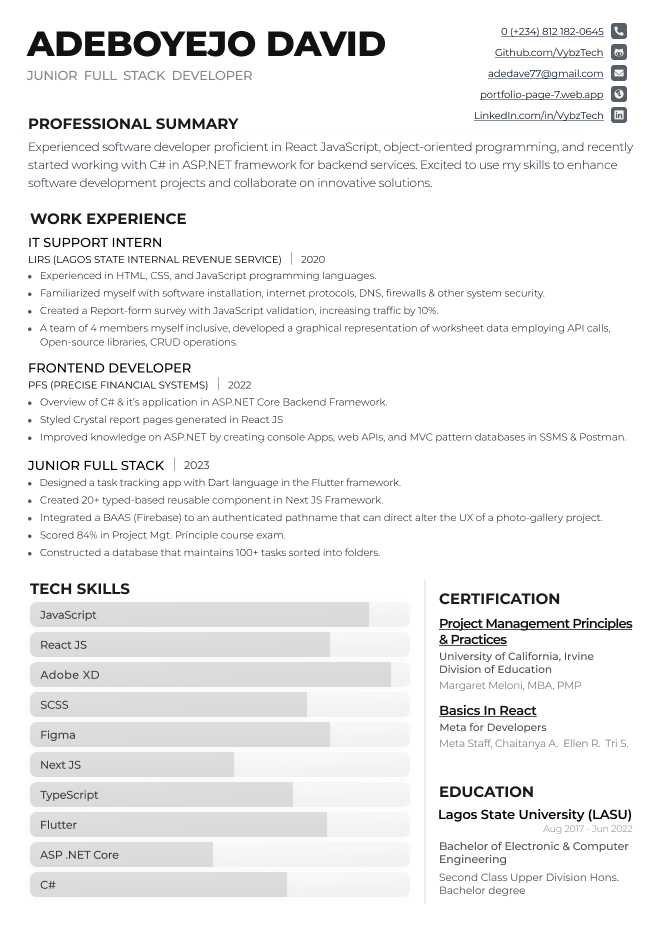 ADEBOYEJO DAVID
JUNIOR FULL STACK DEVELOPER
0 (+234) 812 182-0645
Github.com/VybzTech
adedave77@gmail.com
portfolio-page-7.web.app
LinkedIn.com/in/VybzTech
PROFESSIONAL SUMMARY
Experienced software developer proficient in React JavaScript, object-oriented programming, and recently
started working with C# in ASP.NET framework for backend services. Excited to use my skills to enhance
software development projects and collaborate on innovative solutions.
WORK EXPERIENCE
IT SUPPORT INTERN
LIRS (LAGOS STATE INTERNAL REVENUE SERVICE) | 2020
• Experienced in HTML, CSS, and JavaScript programming languages.
• Familiarized myself with software installation, internet protocols, DNS, firewalls & other system security.
• Created a Report-form survey with JavaScript validation, increasing traffic by 10%.
• A team of 4 members myself inclusive, developed a graphical representation of worksheet data employing API calls,
Open-source libraries, CRUD operations.
FRONTEND DEVELOPER
PFS (PRECISE FINANCIAL SYSTEMS) | 2022
• Overview of C# & it's application in ASP.NET Core Backend Framework.
• Styled Crystal report pages generated in React JS
• Improved knowledge on ASP.NET by creating console Apps, web APIs, and MVC pattern databases in SSMS & Postman.
JUNIOR FULL STACK | 2023
• Designed a task tracking app with Dart language in the Flutter framework.
• Created 20+ typed-based reusable component in Next JS Framework.
• Integrated a BAAS (Firebase) to an authenticated pathname that can direct alter the UX of a photo-gallery project.
• Scored 84% in Project Mgt. Principle course exam.
• Constructed a database that maintains 100+ tasks sorted into folders.
TECH SKILLS
JavaScript
React JS
Adobe XD
SCSS
Figma
Next JS
TypeScript
Flutter
ASP .NET Core
C#
CERTIFICATION
Project Management Principles
& Practices
University of California, Irvine
Division of Education
Margaret Meloni, MBA, PMP
Basics In React
Meta for Developers
Meta Staff, Chaitanya A. Ellen R. Tri S.
EDUCATION
Lagos State University (LASU)
Aug 2017 - Jun 2022
Bachelor of Electronic & Computer
Engineering
Second Class Upper Division Hons.
Bachelor degree